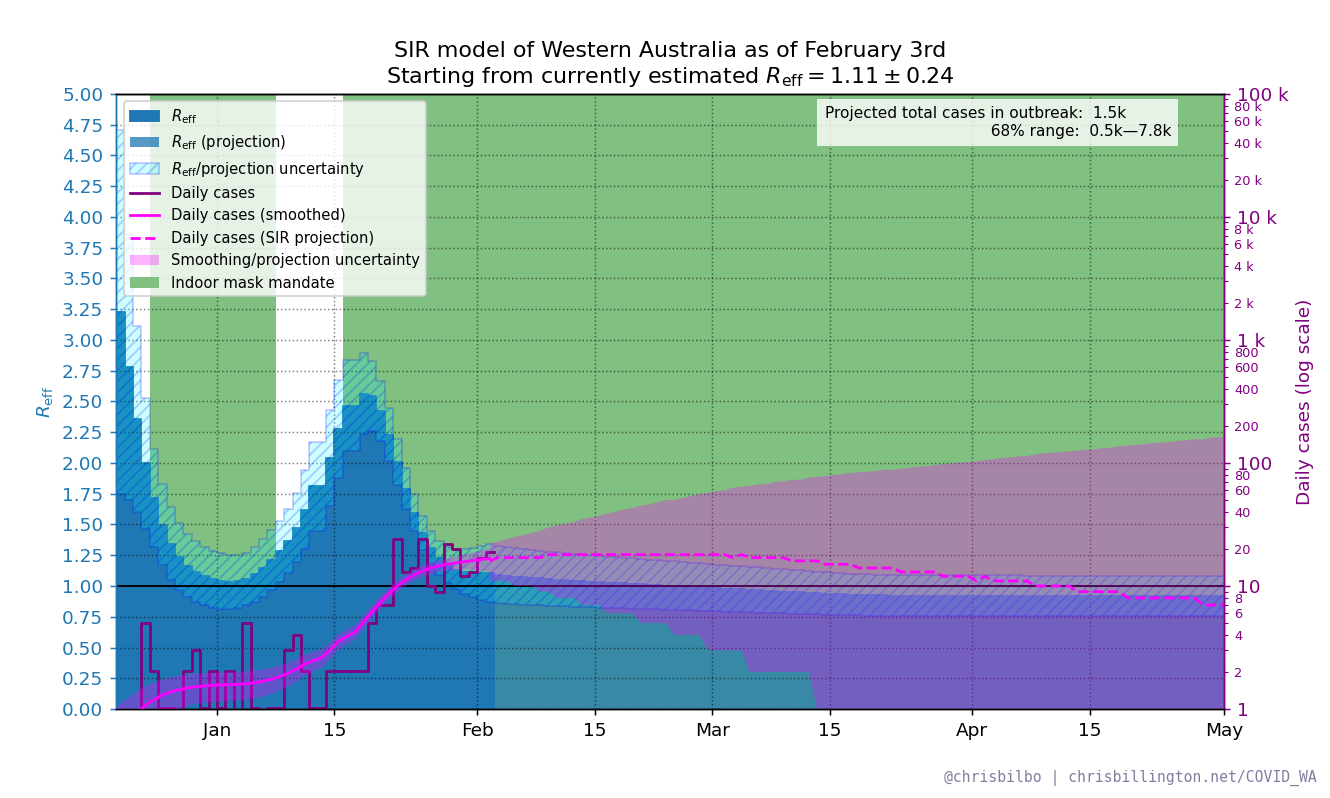 SIR model of Western Australia as of February 3rd
Starting from currently estimated R_eff = 1.11 ± 0.24
Projected total cases in outbreak: 1.5k
68% range: 0.5k—7.8k
R_eff
R_eff (projection)
R_eff/projection uncertainty
Daily cases
Daily cases (smoothed)
Daily cases (SIR projection)
Smoothing/projection uncertainty
Indoor mask mandate
R_eff
5.00
4.75
4.50
4.25
4.00
3.75
3.50
3.25
3.00
2.75
2.50
2.25
2.00
1.75
1.50
1.25
1.00
0.75
0.50
0.25
0.00
Jan 15 Feb 15 Mar 15 Apr 15 May
100 k
80 k
60 k
40 k
20 k
10 k
8 k
6 k
4 k
2 k
1 k
800
600
400
200
100
80
60
40
20
10
8
6
4
2
1
Daily cases (log scale)
@chrisbilbo | chrisbillington.net/COVID_WA